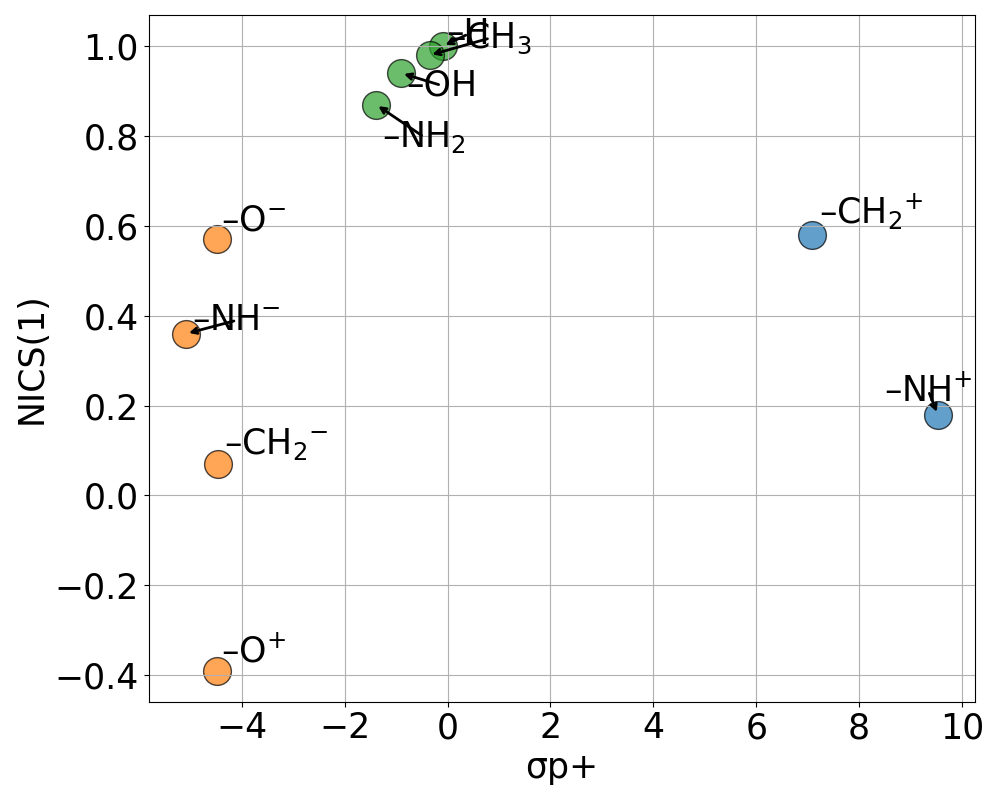 –H
–CH₃
–OH
–NH₂
–O⁻
–CH₂⁺
–NH⁻
–NH⁺
–CH₂⁻
–O⁺
NICS(1)
1.0
0.8
0.6
0.4
0.2
0.0
−0.2
−0.4
−4 −2 0 2 4 6 8 10
σp+